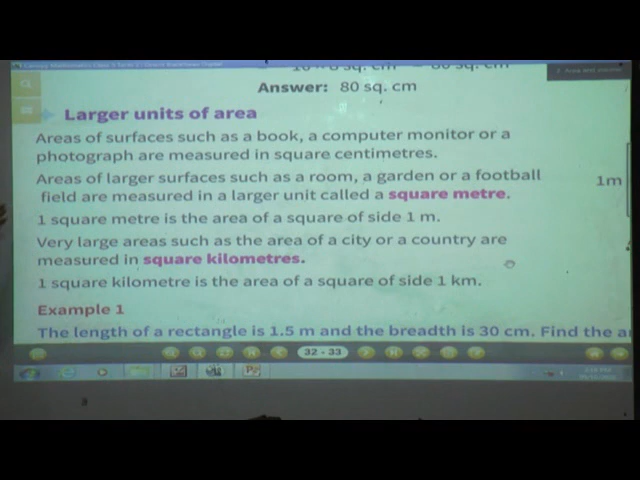 Answer: 80 sq. cm
Larger units of area
Areas of surfaces such as a book, a computer monitor or a
photograph are measured in square centimetres.
Areas of larger surfaces such as a room, a garden or a football
field are measured in a larger unit called a square metre.
1m
1 square metre is the area of a square of side 1 m.
Very large areas such as the area of a city or a country are
measured in square kilometres.
1 square kilometre is the area of a square of side 1 km.
Example 1
The length of a rectangle is 1.5 m and the breadth is 30 cm. Find the
32 - 33